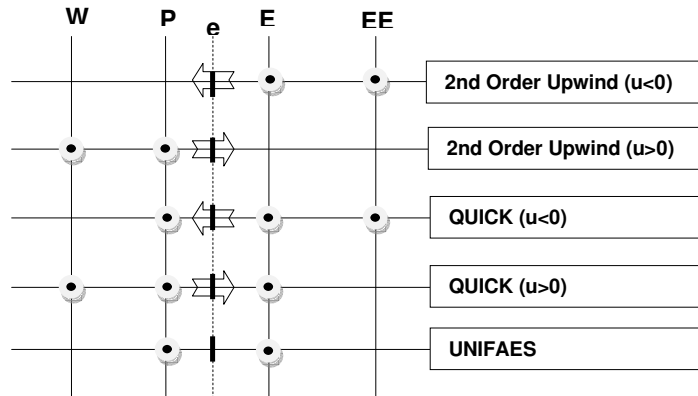 W P e E EE
2nd Order Upwind (u<0)
2nd Order Upwind (u>0)
QUICK (u<0)
QUICK (u>0)
UNIFAES